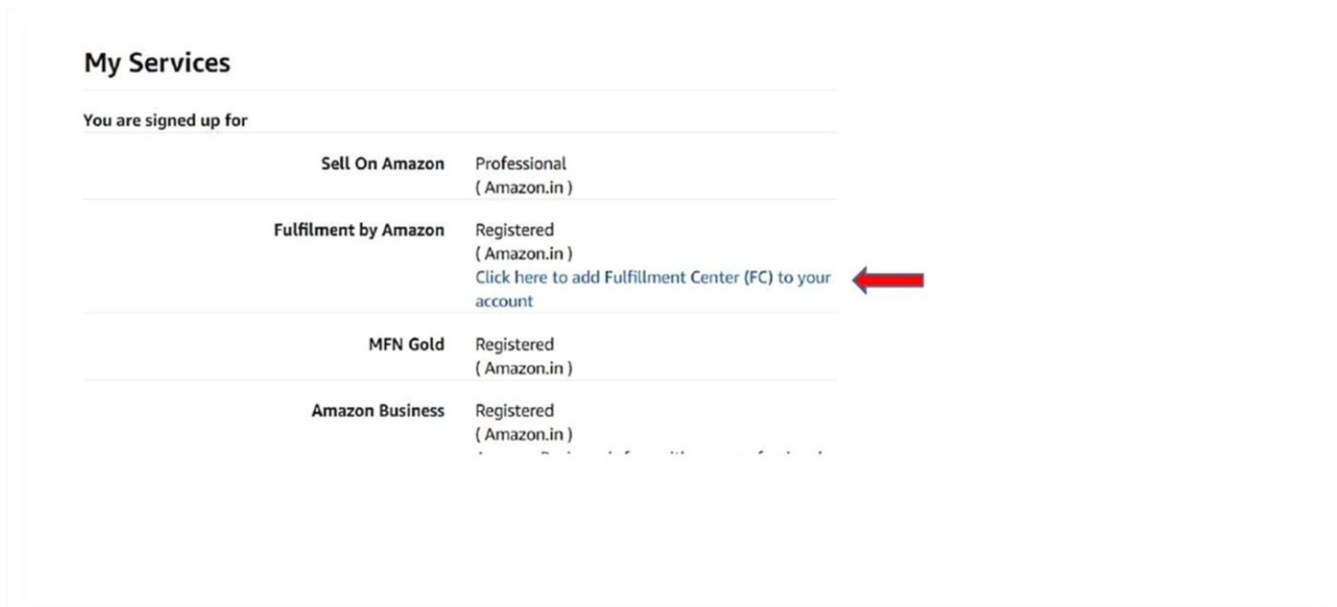 My Services
You are signed up for
Sell On Amazon Professional
( Amazon.in )
Fulfilment by Amazon Registered
( Amazon.in )
Click here to add Fulfillment Center (FC) to your
account
MFN Gold Registered
( Amazon.in )
Amazon Business Registered
( Amazon.in )